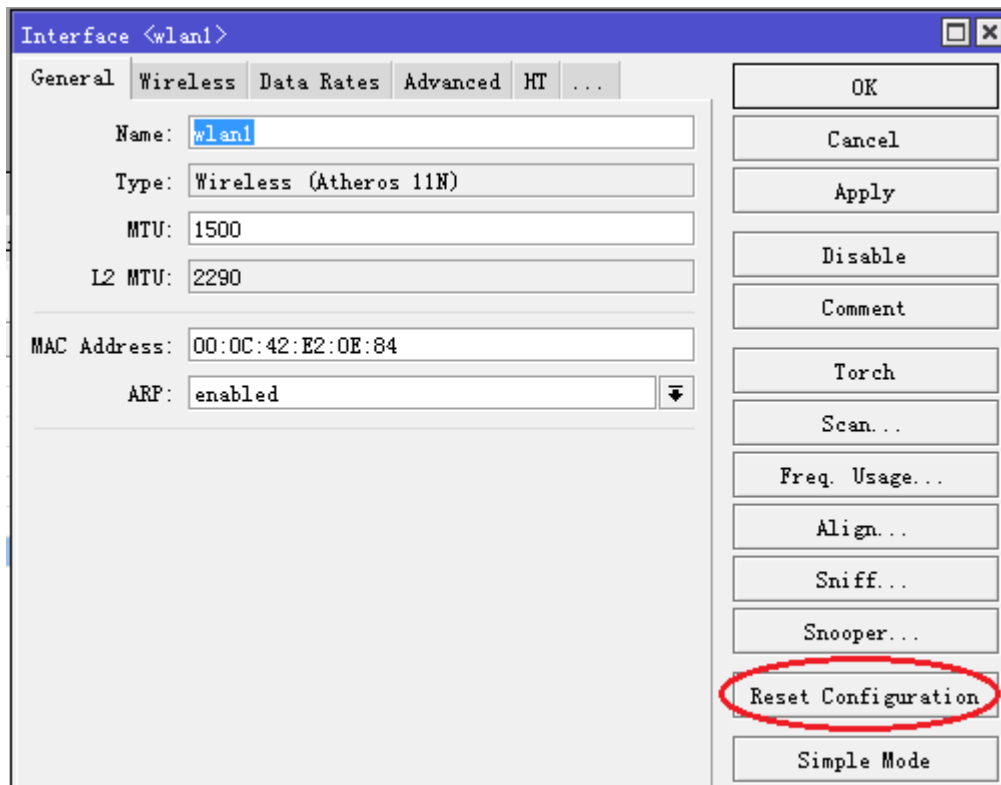 Interface <wlan1>
General Wireless Data Rates Advanced HT ...
Name: wlan1
Type: Wireless (Atheros 11N)
MTU: 1500
L2 MTU: 2290
MAC Address: 00:0C:42:E2:0E:84
ARP: enabled
OK
Cancel
Apply
Disable
Comment
Torch
Scan...
Freq. Usage...
Align...
Sniff...
Snooper...
Reset Configuration
Simple Mode